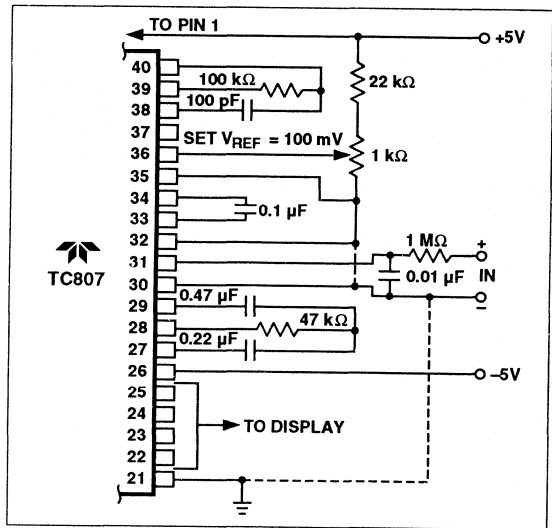 TO PIN 1
+5V
40
39
38
37
36
35
34
33
32
31
30
29
28
27
26
25
24
23
22
21
100 kΩ
100 pF
22 kΩ
SET VREF = 100 mV
1 kΩ
0.1 µF
TC807
1 MΩ
+
0.01 µF
IN
–
0.47 µF
47 kΩ
0.22 µF
–5V
TO DISPLAY